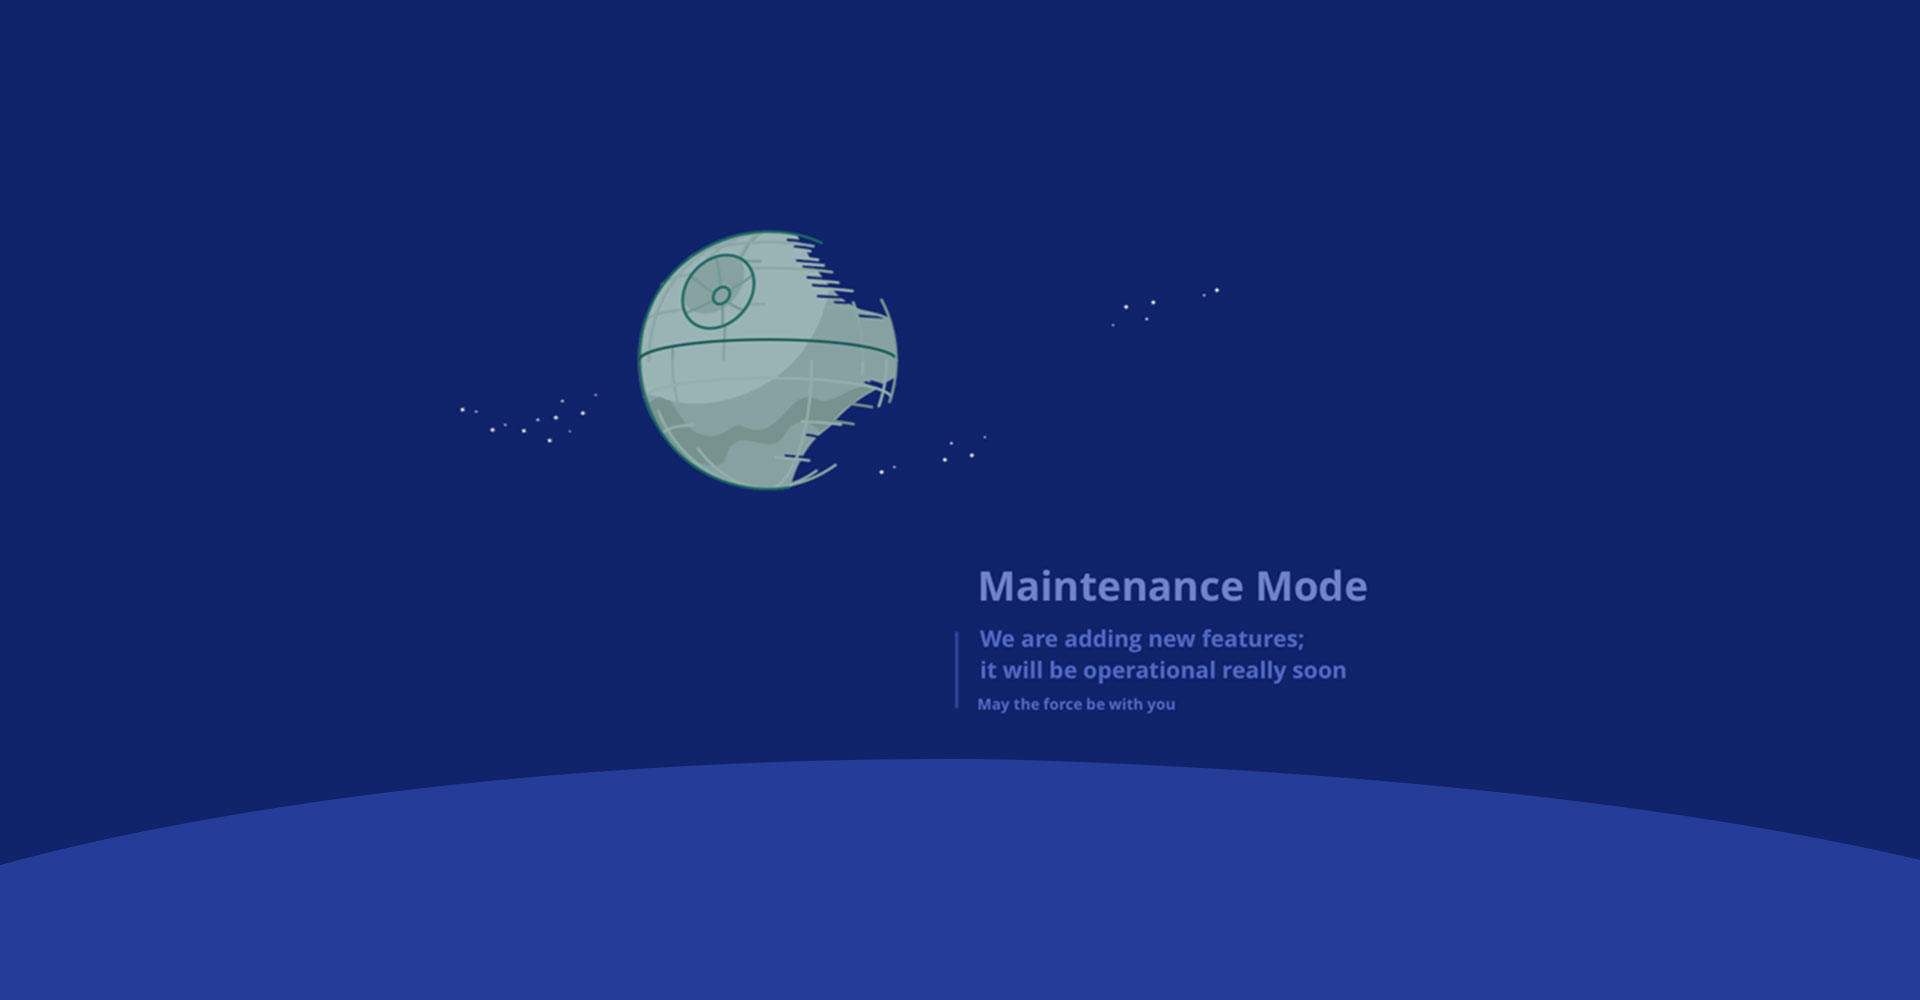 Maintenance Mode
We are adding new features;
it will be operational really soon
May the force be with you